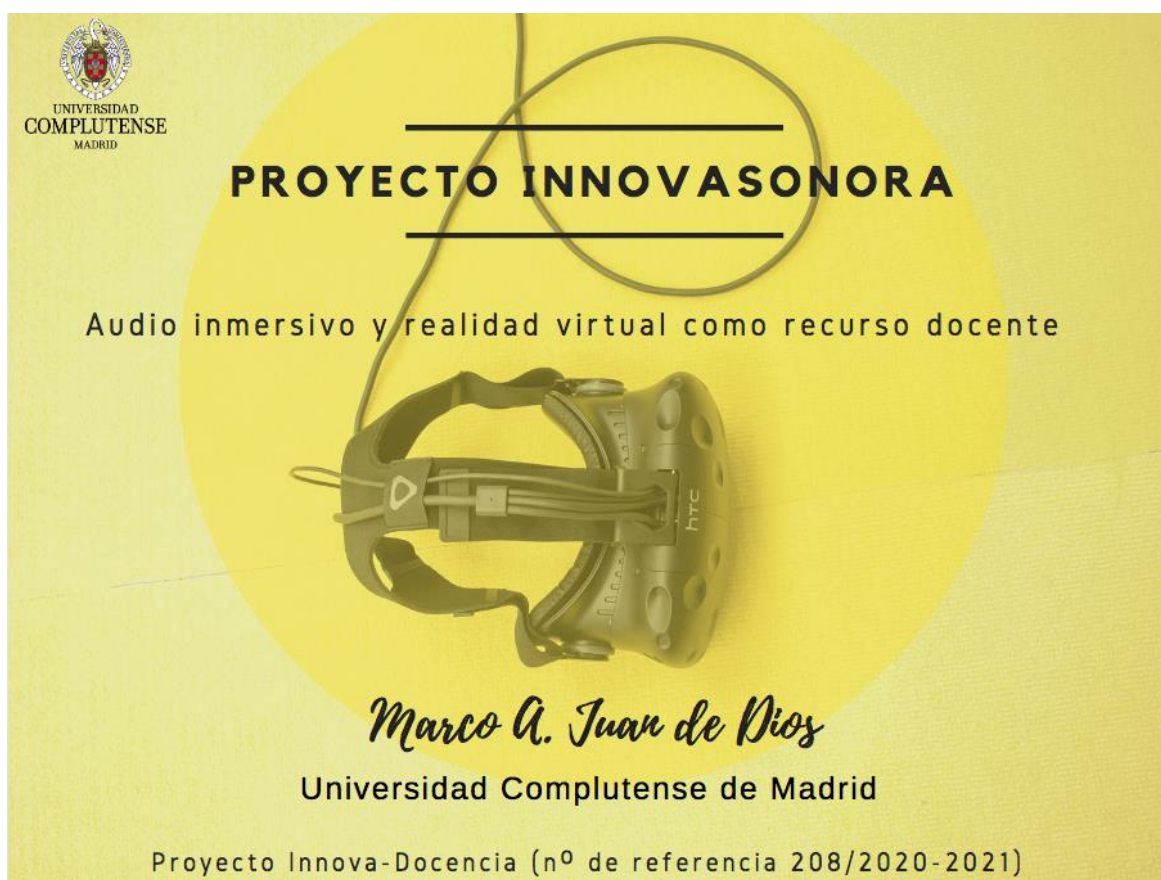 UNIVERSIDAD
COMPLUTENSE
MADRID
PROYECTO INNOVASONORA
Audio inmersivo y realidad virtual como recurso docente
htc
Marco A. Juan de Dios
Universidad Complutense de Madrid
Proyecto Innova-Docencia (nº de referencia 208/2020-2021)